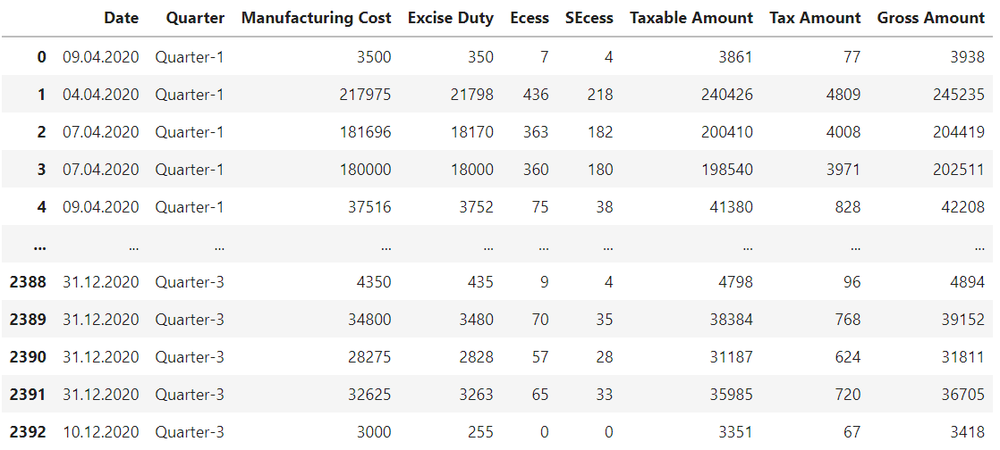 Date Quarter Manufacturing Cost Excise Duty Ecess SEcess Taxable Amount Tax Amount Gross Amount
0 09.04.2020 Quarter-1 3500 350 7 4 3861 77 3938
1 04.04.2020 Quarter-1 217975 21798 436 218 240426 4809 245235
2 07.04.2020 Quarter-1 181696 18170 363 182 200410 4008 204419
3 07.04.2020 Quarter-1 180000 18000 360 180 198540 3971 202511
4 09.04.2020 Quarter-1 37516 3752 75 38 41380 828 42208
... ... ... ... ... ... ... ... ... ...
2388 31.12.2020 Quarter-3 4350 435 9 4 4798 96 4894
2389 31.12.2020 Quarter-3 34800 3480 70 35 38384 768 39152
2390 31.12.2020 Quarter-3 28275 2828 57 28 31187 624 31811
2391 31.12.2020 Quarter-3 32625 3263 65 33 35985 720 36705
2392 10.12.2020 Quarter-3 3000 255 0 0 3351 67 3418